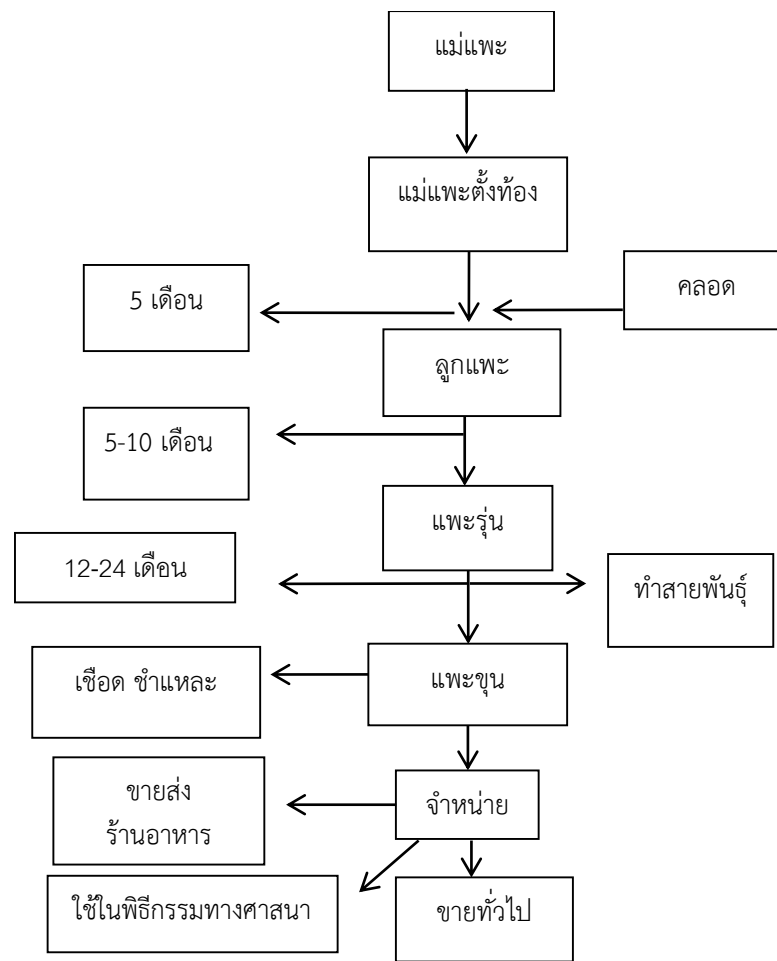 แม่แพะ
แม่แพะตั้งท้อง
5 เดือน
คลอด
ลูกแพะ
5-10 เดือน
แพะรุ่น
12-24 เดือน
ทำสายพันธุ์
เชือด ชำแหละ
แพะขุน
ขายส่ง
ร้านอาหาร
จำหน่าย
ใช้ในพิธีกรรมทางศาสนา
ขายทั่วไป